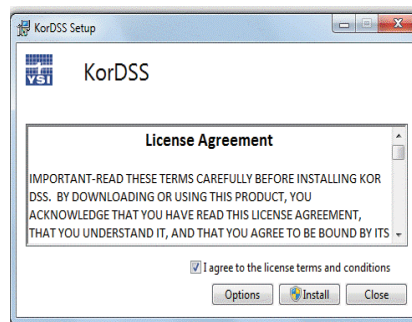 KorDSS Setup
YSI
KorDSS
License Agreement
IMPORTANT-READ THESE TERMS CAREFULLY BEFORE INSTALLING KOR
DSS.  BY DOWNLOADING OR USING THIS PRODUCT, YOU
ACKNOWLEDGE THAT YOU HAVE READ THIS LICENSE AGREEMENT,
THAT YOU UNDERSTAND IT, AND THAT YOU AGREE TO BE BOUND BY ITS
I agree to the license terms and conditions
Options Install Close